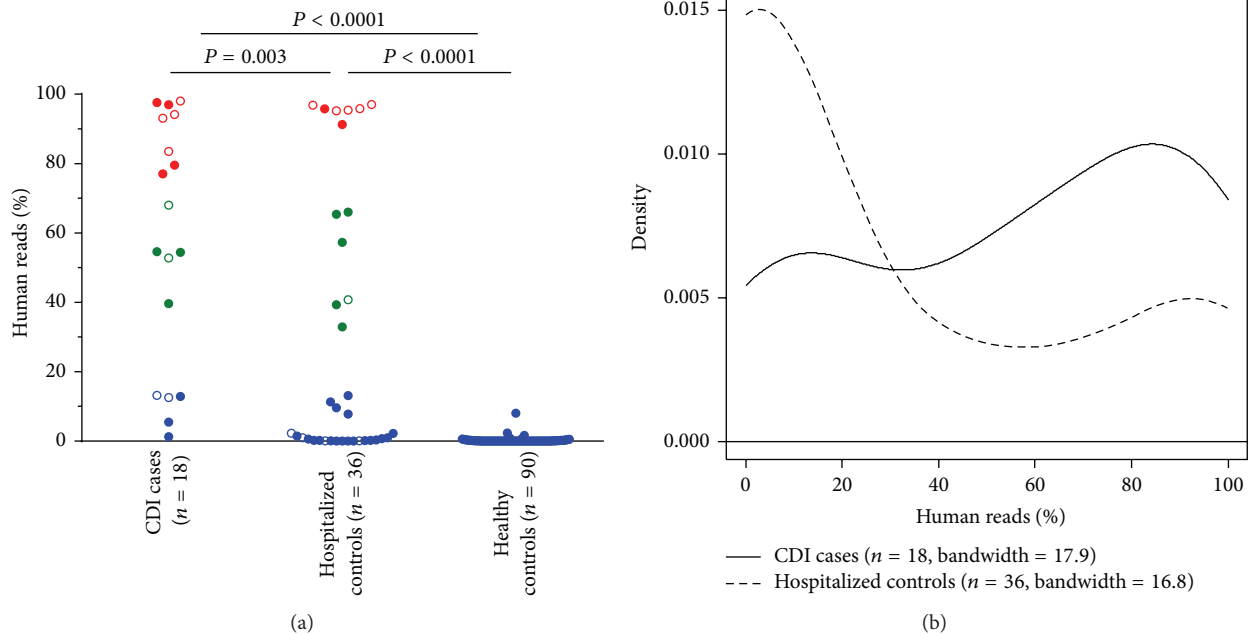 P < 0.0001
P = 0.003
P < 0.0001
100
80
60
40
20
0
Human reads (%)
CDI cases
(n = 18)
Hospitalized
controls (n = 36)
Healthy
controls (n = 90)
(a)
0.015
0.010
0.005
0.000
Density
0
20
40
60
80
100
Human reads (%)
CDI cases (n = 18, bandwidth = 17.9)
Hospitalized controls (n = 36, bandwidth = 16.8)
(b)